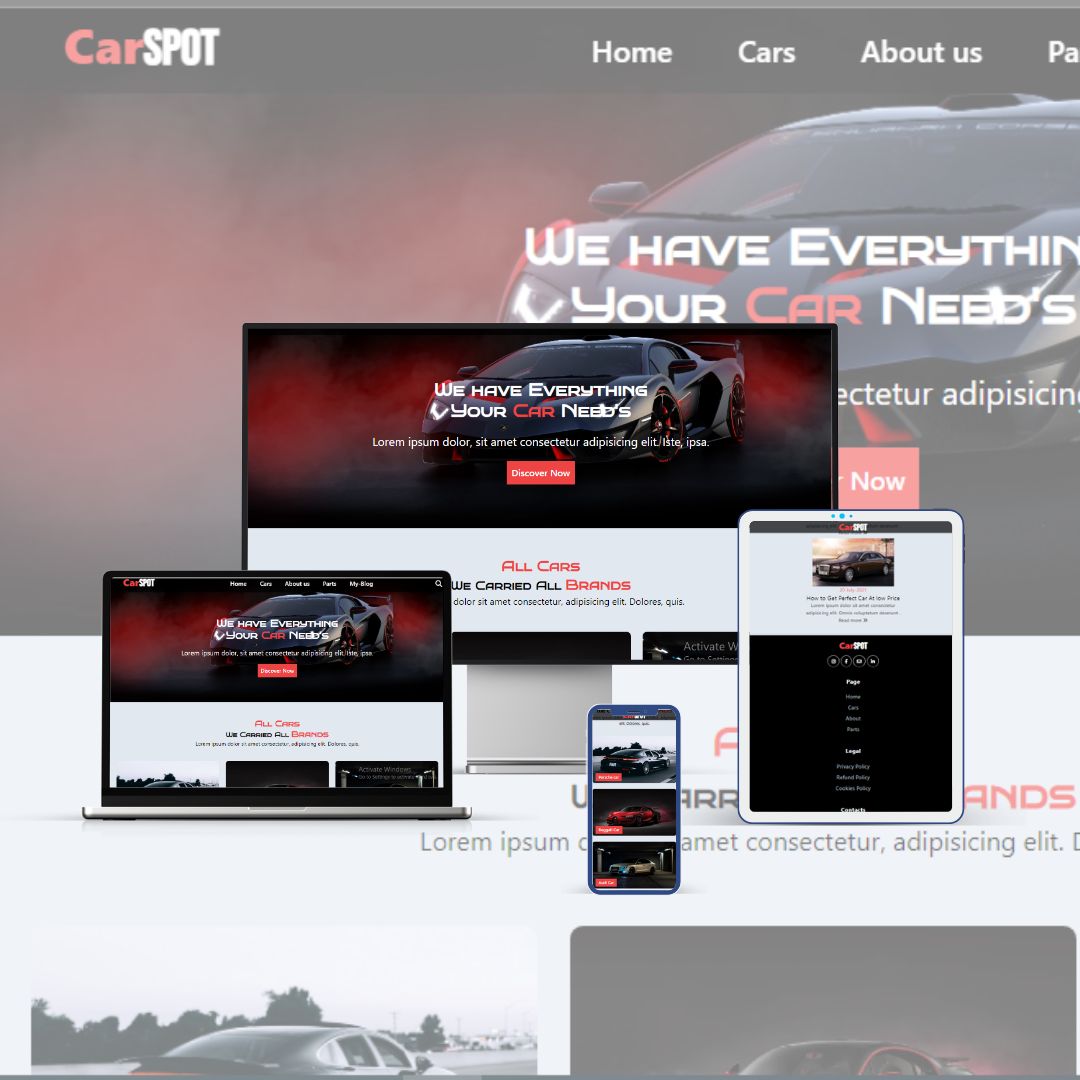 CarSPOT
Home Cars About us Pa
WE HAVE EVERYTHIN
YOUR CAR NEED'S
ectetur adipisicing
r Now
WE HAVE EVERYTHING
YOUR CAR NEED'S
Lorem ipsum dolor, sit amet consectetur adipisicing elit. Iste, ipsa.
Discover Now
ALL CARS
WE CARRIED ALL BRANDS
dolor sit amet consectetur, adipisicing elit. Dolores, quis.
Activate W
Go to Settings
CarSPOT
Home Cars About us Parts My-Blog
WE HAVE EVERYTHING
YOUR CAR NEED'S
Lorem ipsum dolor, sit amet consectetur adipisicing elit. Iste, ipsa.
Discover Now
ALL CARS
WE CARRIED ALL BRANDS
Lorem ipsum dolor sit amet consectetur, adipisicing elit. Dolores, quis.
Activate Windows
Go to Settings to activate
CarSPOT
20 July 2021
How to Get Perfect Car At low Price
Lorem ipsum dolor sit amet consectetur
adipisicing elit. Omnis voluptatum deserunt..
Read more
CarSPOT
Page
Home
Cars
About
Parts
Legal
Privacy Policy
Refund Policy
Cookies Policy
Contacts
elit. Dolores, quis.
Porsche car
Buggati Car
Audi Car
A
W ARR ANDS
Lorem ipsum d amet consectetur, adipisicing elit. D